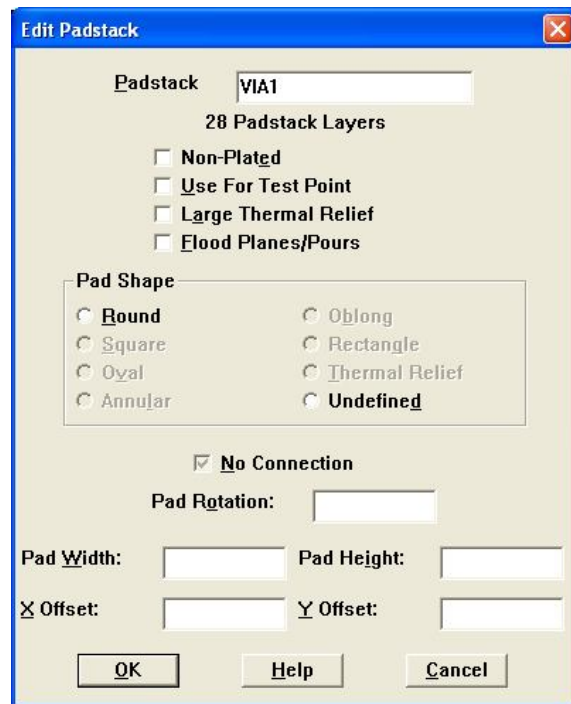 Edit Padstack
Padstack VIA1
28 Padstack Layers
Non-Plated
Use For Test Point
Large Thermal Relief
Flood Planes/Pours
Pad Shape
Round Oblong
Square Rectangle
Oval Thermal Relief
Annular Undefined
No Connection
Pad Rotation:
Pad Width: Pad Height:
X Offset: Y Offset:
OK Help Cancel